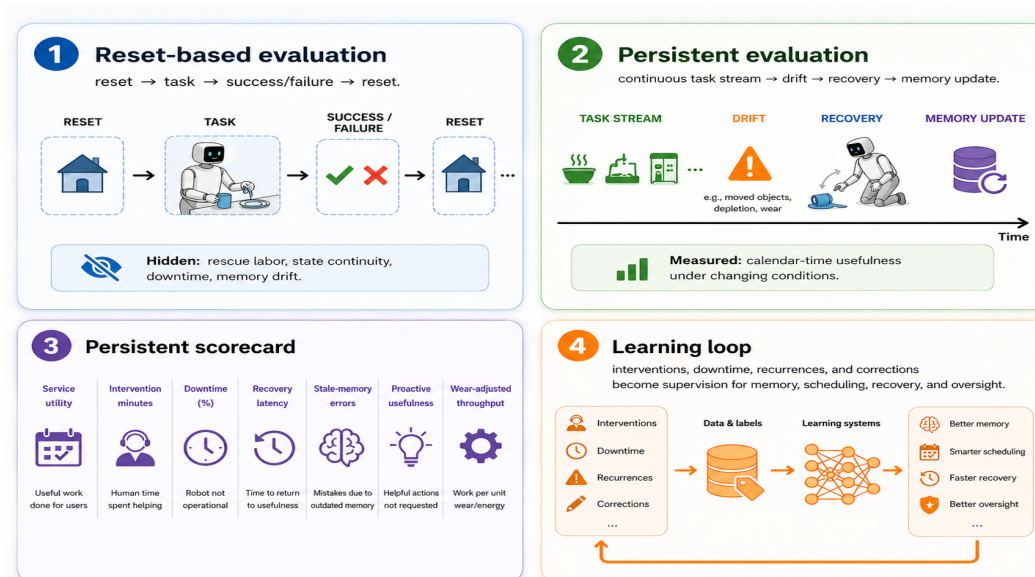 1 Reset-based evaluation
reset → task → success/failure → reset.
RESET
TASK
SUCCESS /
FAILURE
RESET
...
Hidden: rescue labor, state continuity,
downtime, memory drift.
2 Persistent evaluation
continuous task stream → drift → recovery → memory update.
TASK STREAM
DRIFT
RECOVERY
MEMORY UPDATE
...
e.g., moved objects,
depletion, wear
Time
Measured: calendar-time usefulness
under changing conditions.
3 Persistent scorecard
Service
utility
Useful work
done for users
Intervention
minutes
Human time
spent helping
Downtime
(%)
Robot not
operational
Recovery
latency
Time to return
to usefulness
Stale-memory
errors
Mistakes due to
outdated memory
Proactive
usefulness
Helpful actions
not requested
Wear-adjusted
throughput
Work per unit
wear/energy
4 Learning loop
interventions, downtime, recurrences, and corrections
become supervision for memory, scheduling, recovery, and oversight.
Interventions
Downtime
Recurrences
Corrections
...
Data & labels
Learning systems
Better memory
Smarter scheduling
Faster recovery
Better oversight
...